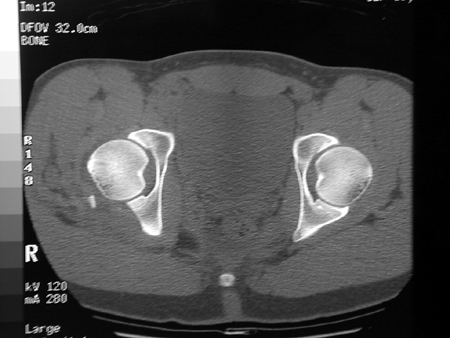 Im:12
DFOV 32.0cm
BONE
R
1
4
8
R
kV 120
mA 280
Large